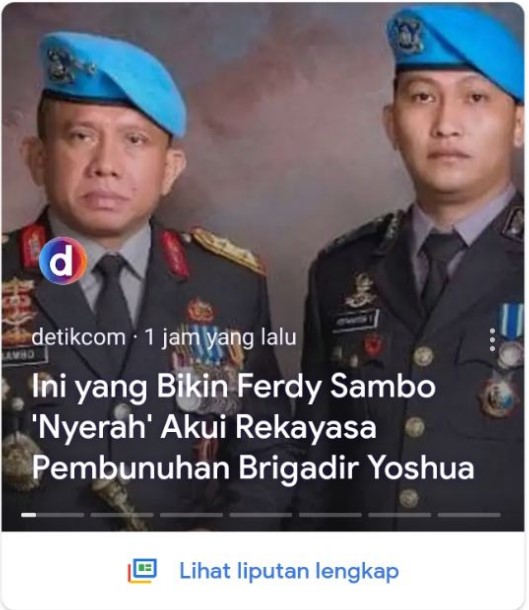 d
detikcom · 1 jam yang lalu
SAMBO
Ini yang Bikin Ferdy Sambo
'Nyerah' Akui Rekayasa
Pembunuhan Brigadir Yoshua
Lihat liputan lengkap